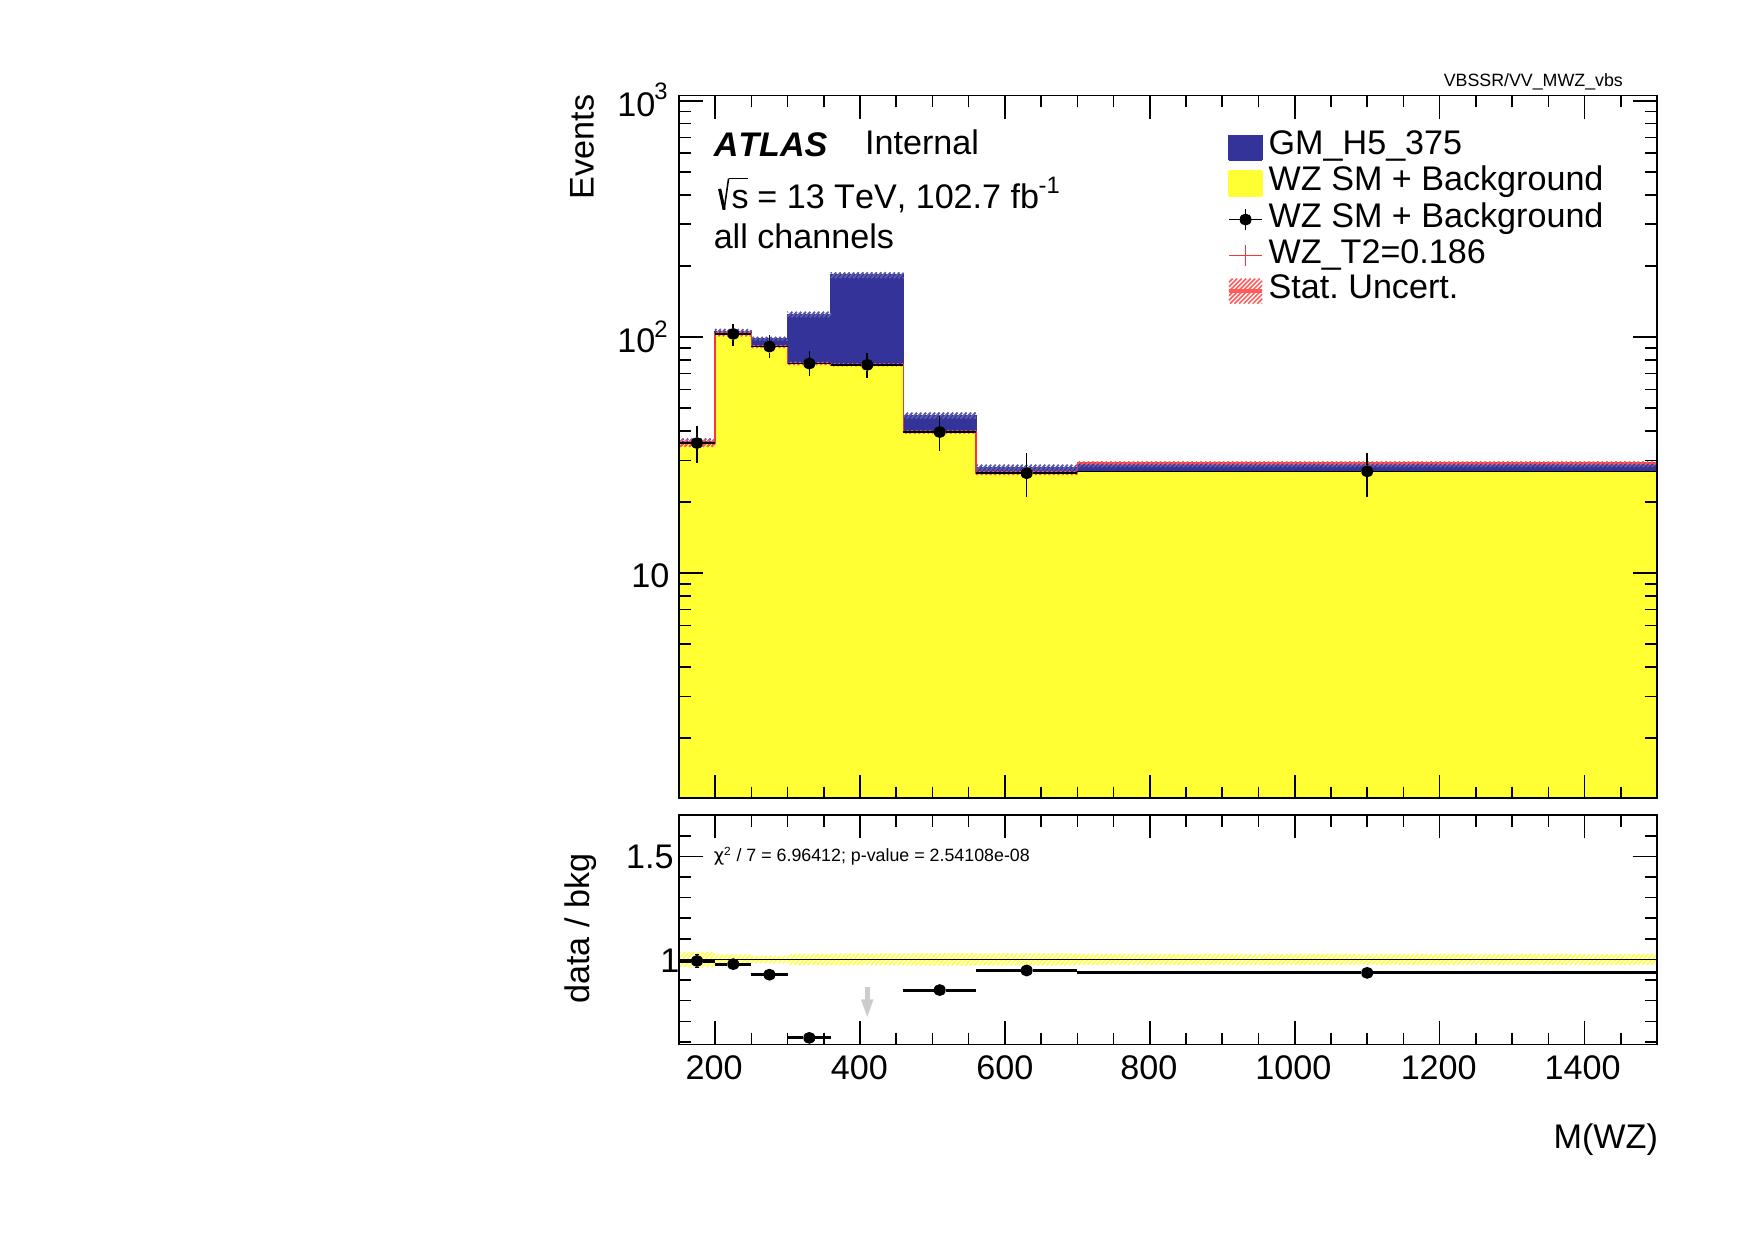 VBSSR/VV_MWZ_vbs
Events
10³
10²
10
ATLAS Internal
√s = 13 TeV, 102.7 fb⁻¹
all channels
GM_H5_375
WZ SM + Background
WZ SM + Background
WZ_T2=0.186
Stat. Uncert.
data / bkg
1.5
1
χ² / 7 = 6.96412; p-value = 2.54108e-08
200 400 600 800 1000 1200 1400
M(WZ)